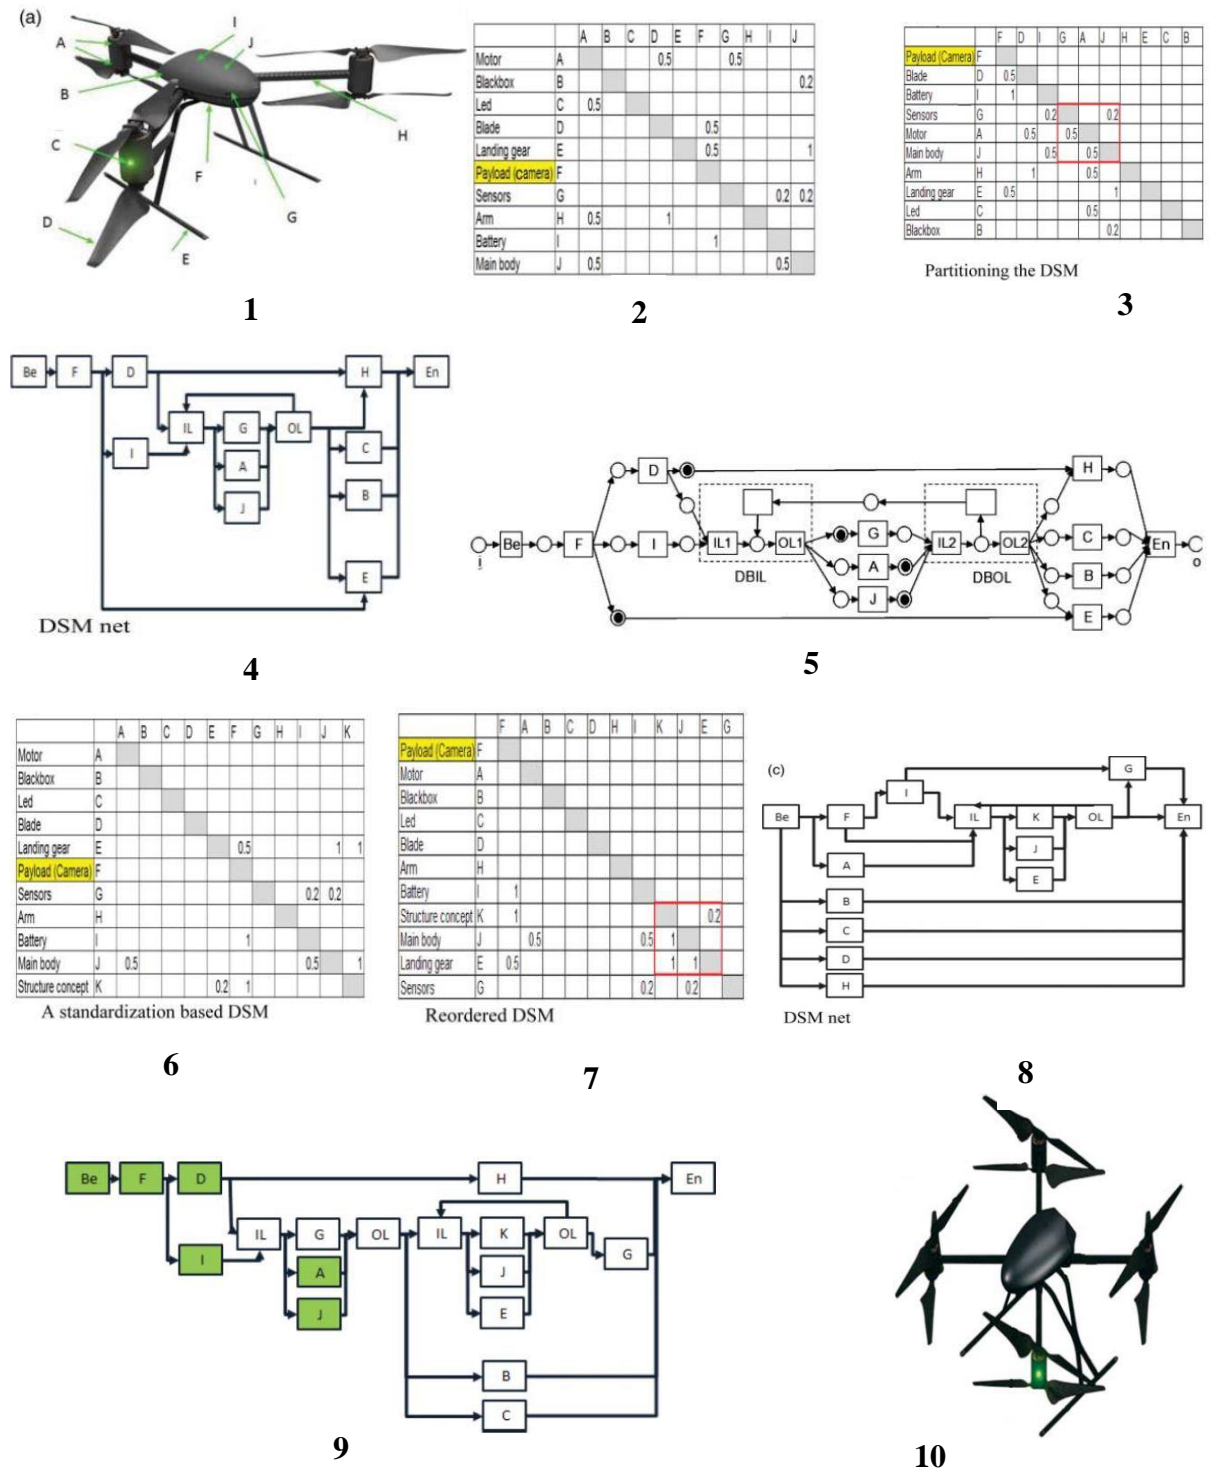 (a)
I
J
A
B
C
D
E
F
G
H
1
A B C D E F G H I J
Motor A 0.5 0.5
Blackbox B 0.2
Led C 0.5
Blade D 0.5
Landing gear E 0.5 1
Payload (camera) F
Sensors G 0.2 0.2
Arm H 0.5 1
Battery I 1
Main body J 0.5 0.5
2
F D I G A J H E C B
Payload (Camera) F
Blade D 0.5
Battery I 1
Sensors G 0.2 0.2
Motor A 0.5 0.5
Main body J 0.5 0.5
Arm H 1 0.5
Landing gear E 0.5 1
Led C 0.5
Blackbox B 0.2
Partitioning the DSM
3
Be F D H En
IL G OL
I A C
J B
E
DSM net
4
D H
i Be F I IL1 OL1 G IL2 OL2 C En o
A B
J E
DBIL DBOL
5
A B C D E F G H I J K
Motor A
Blackbox B
Led C
Blade D
Landing gear E 0.5 1 1
Payload (Camera) F
Sensors G 0.2 0.2
Arm H
Battery I 1
Main body J 0.5 0.5 1
Structure concept K 0.2 1
A standardization based DSM
6
F A B C D H I K J E G
Payload (Camera) F
Motor A
Blackbox B
Led C
Blade D
Arm H
Battery I 1
Structure concept K 1 0.2
Main body J 0.5 0.5 1
Landing gear E 0.5 1 1
Sensors G 0.2 0.2
Reordered DSM
7
(c)
G
I
Be F IL K OL En
J
A E
B
C
D
H
DSM net
8
Be F D H En
IL G OL IL K OL
I A J G
J E
B
C
9
10